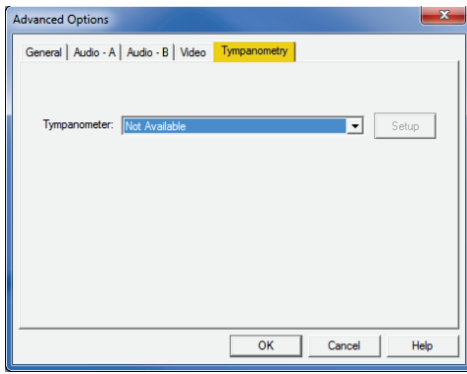 Advanced Options
General Audio - A Audio - B Video Tympanometry
Tympanometer: Not Available Setup
OK Cancel Help